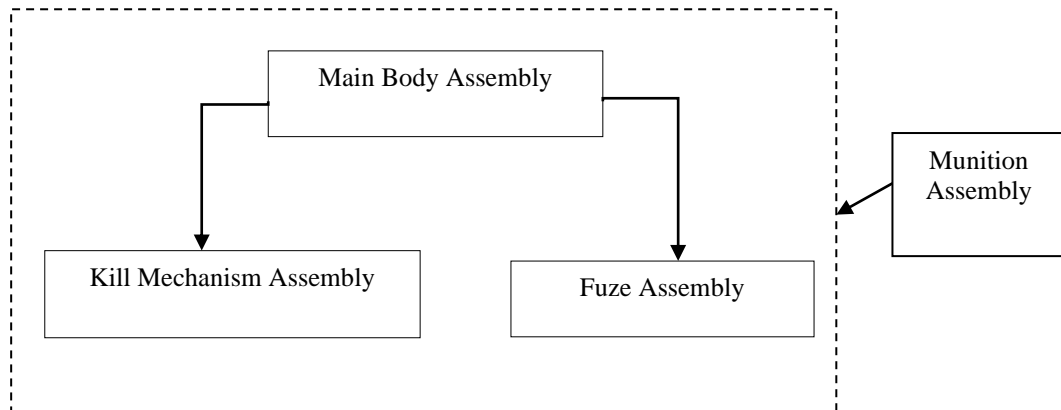 Main Body Assembly
Munition
Assembly
Kill Mechanism Assembly
Fuze Assembly